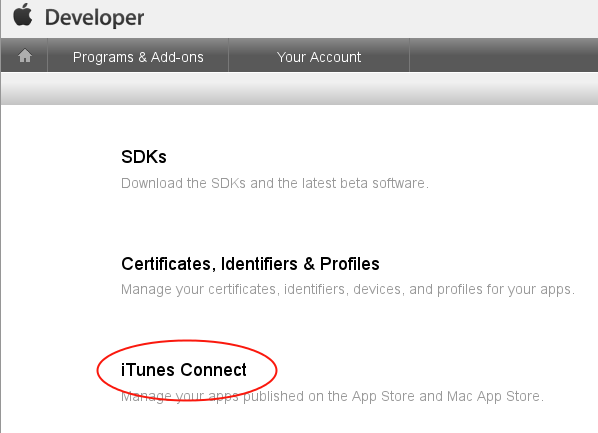 Developer
Programs & Add-ons Your Account
SDKs
Download the SDKs and the latest beta software.
Certificates, Identifiers & Profiles
Manage your certificates, identifiers, devices, and profiles for your apps.
iTunes Connect
Manage your apps published on the App Store and Mac App Store.